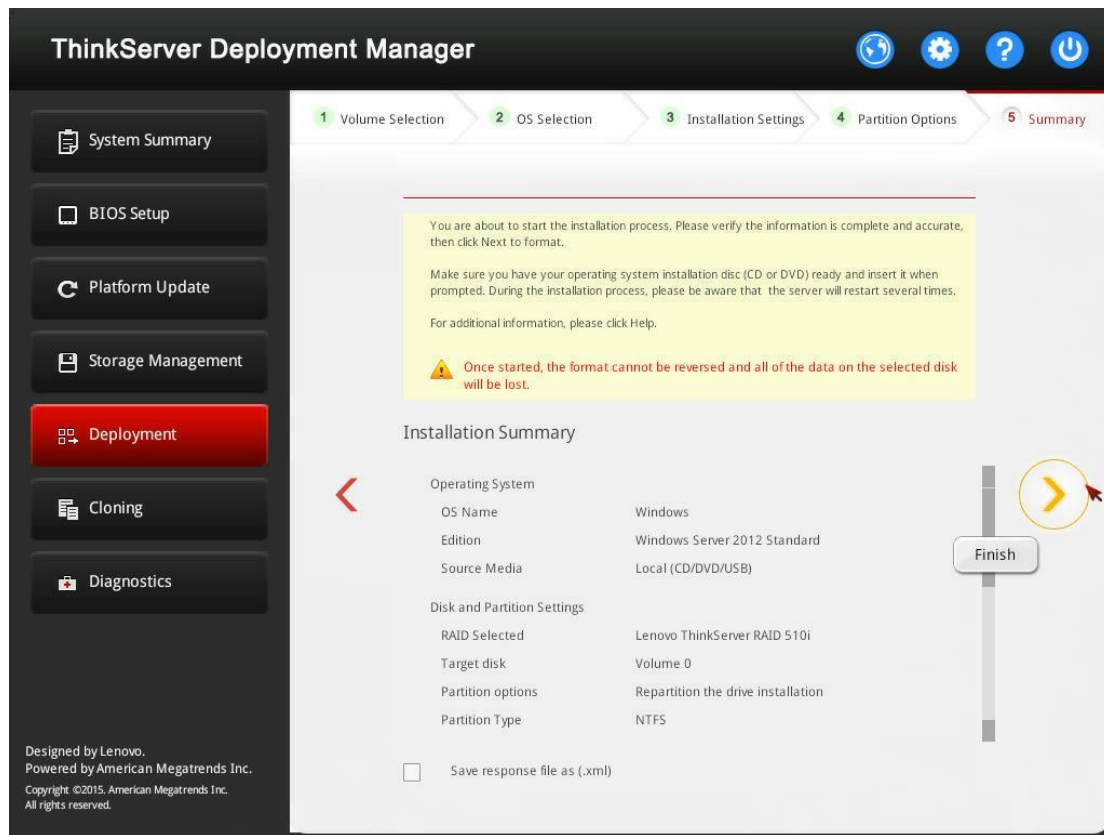 ThinkServer Deployment Manager
1 Volume Selection
2 OS Selection
3 Installation Settings
4 Partition Options
5 Summary
System Summary
BIOS Setup
Platform Update
Storage Management
Deployment
Cloning
Diagnostics
You are about to start the installation process. Please verify the information is complete and accurate,
then click Next to format.
Make sure you have your operating system installation disc (CD or DVD) ready and insert it when
prompted. During the installation process, please be aware that the server will restart several times.
For additional information, please click Help.
Once started, the format cannot be reversed and all of the data on the selected disk
will be lost.
Installation Summary
Operating System
OS Name Windows
Edition Windows Server 2012 Standard
Source Media Local (CD/DVD/USB)
Disk and Partition Settings
RAID Selected Lenovo ThinkServer RAID 510i
Target disk Volume 0
Partition options Repartition the drive installation
Partition Type NTFS
Finish
Save response file as (.xml)
Designed by Lenovo.
Powered by American Megatrends Inc.
Copyright ©2015. American Megatrends Inc.
All rights reserved.